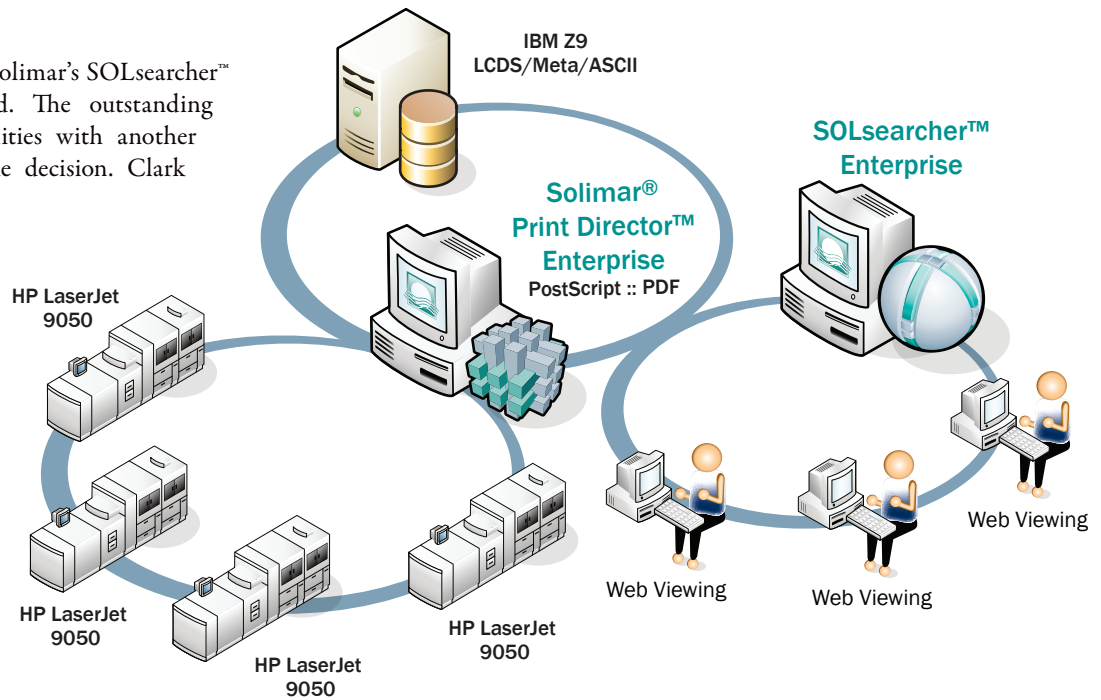 olimar's SOLsearcher™
d. The outstanding
ities with another
e decision. Clark
IBM Z9
LCDS/Meta/ASCII
SOLsearcher™
Enterprise
Solimar®
Print Director™
Enterprise
PostScript :: PDF
HP LaserJet
9050
HP LaserJet
9050
HP LaserJet
9050
HP LaserJet
9050
Web Viewing
Web Viewing
Web Viewing